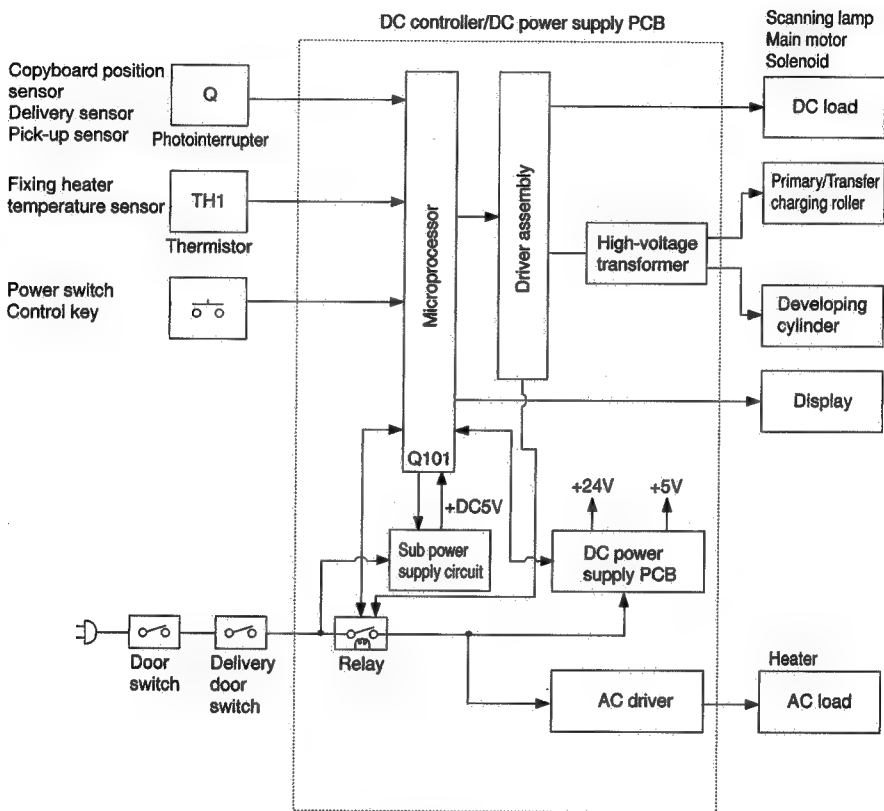 DC controller/DC power supply PCB
Scanning lamp
Main motor
Solenoid
Copyboard position
sensor
Delivery sensor
Pick-up sensor
Q
Photointerrupter
DC load
Fixing heater
temperature sensor
TH1
Thermistor
Microprocessor
Driver assembly
High-voltage
transformer
Primary/Transfer
charging roller
Power switch
Control key
Developing
cylinder
Display
Q101
+DC5V
+24V
+5V
Sub power
supply circuit
DC power
supply PCB
Door
switch
Delivery
door
switch
Relay
AC driver
Heater
AC load